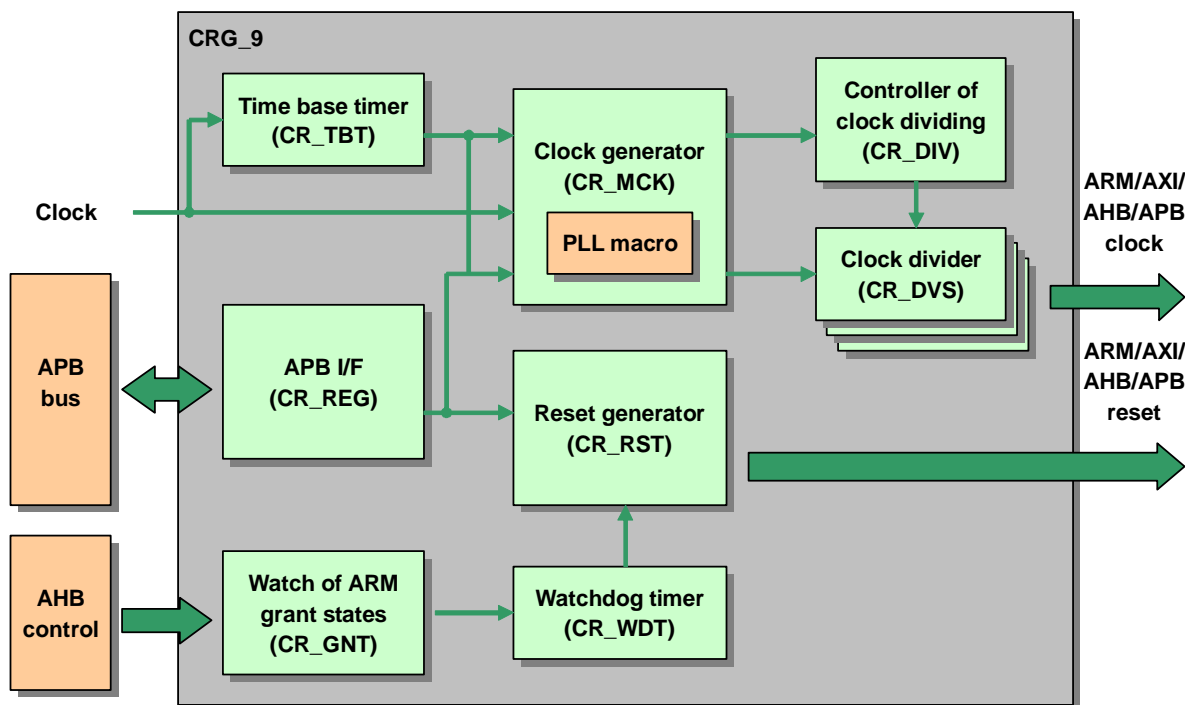 CRG_9
Time base timer
(CR_TBT)
Clock generator
(CR_MCK)
PLL macro
Controller of
clock dividing
(CR_DIV)
Clock divider
(CR_DVS)
Clock
APB
bus
APB I/F
(CR_REG)
Reset generator
(CR_RST)
AHB
control
Watch of ARM
grant states
(CR_GNT)
Watchdog timer
(CR_WDT)
ARM/AXI/
AHB/APB
clock
ARM/AXI/
AHB/APB
reset